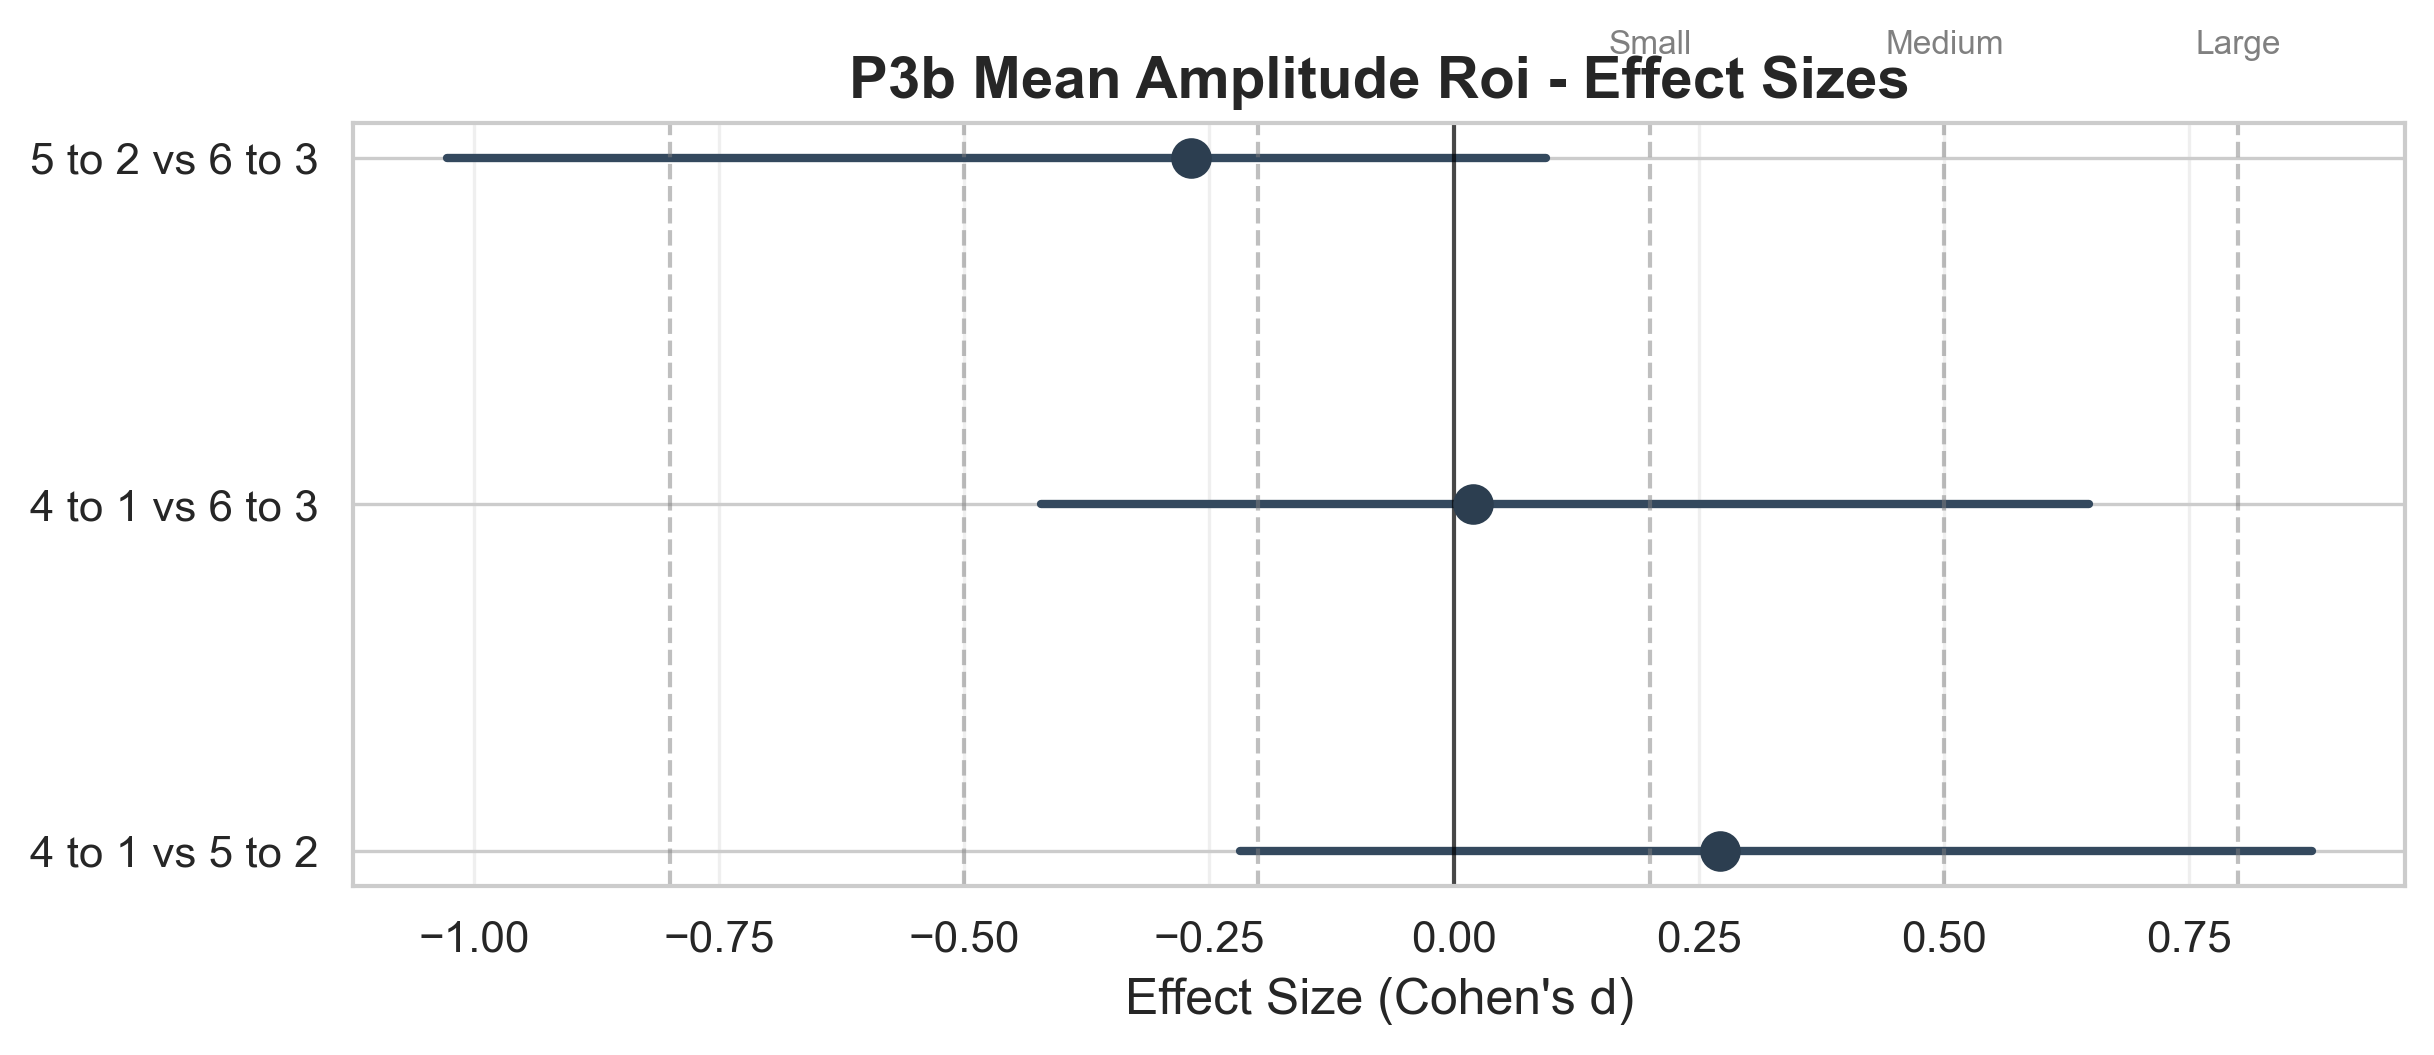 Small Medium Large
P3b Mean Amplitude Roi - Effect Sizes
5 to 2 vs 6 to 3
4 to 1 vs 6 to 3
4 to 1 vs 5 to 2
−1.00 −0.75 −0.50 −0.25 0.00 0.25 0.50 0.75
Effect Size (Cohen's d)